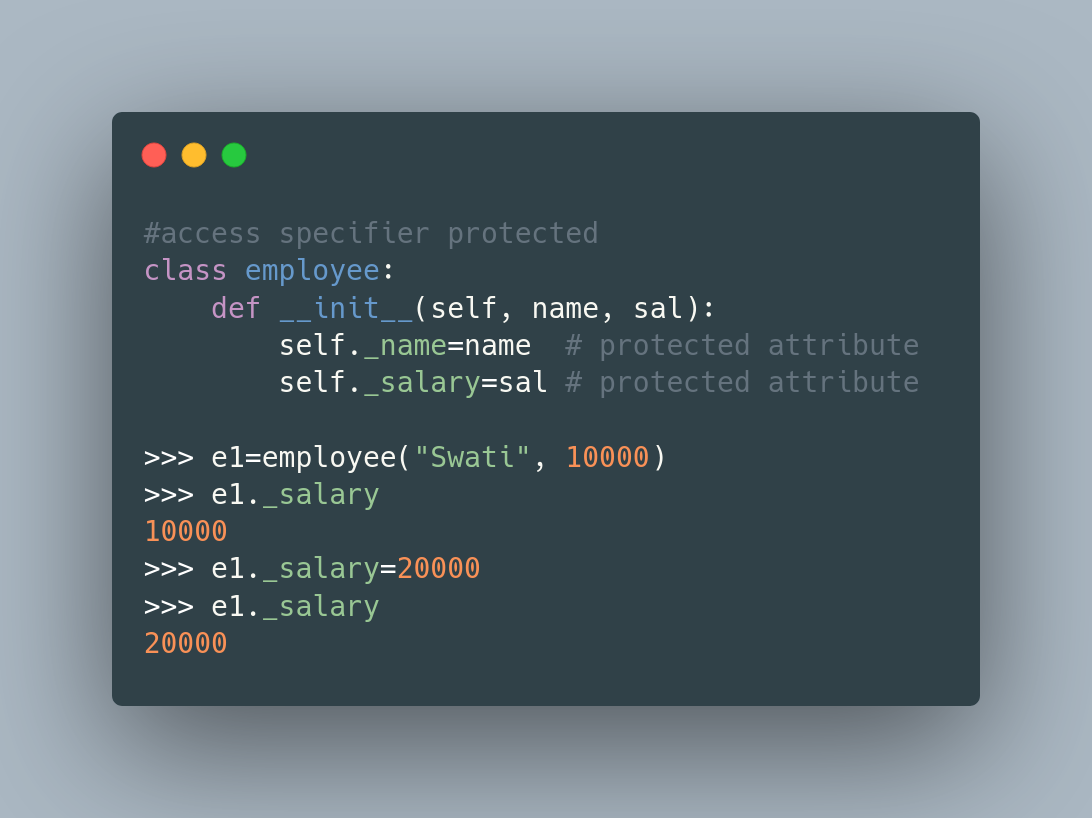 #access specifier protected
class employee:
    def __init__(self, name, sal):
        self._name=name  # protected attribute
        self._salary=sal # protected attribute

>>> e1=employee("Swati", 10000)
>>> e1._salary
10000
>>> e1._salary=20000
>>> e1._salary
20000